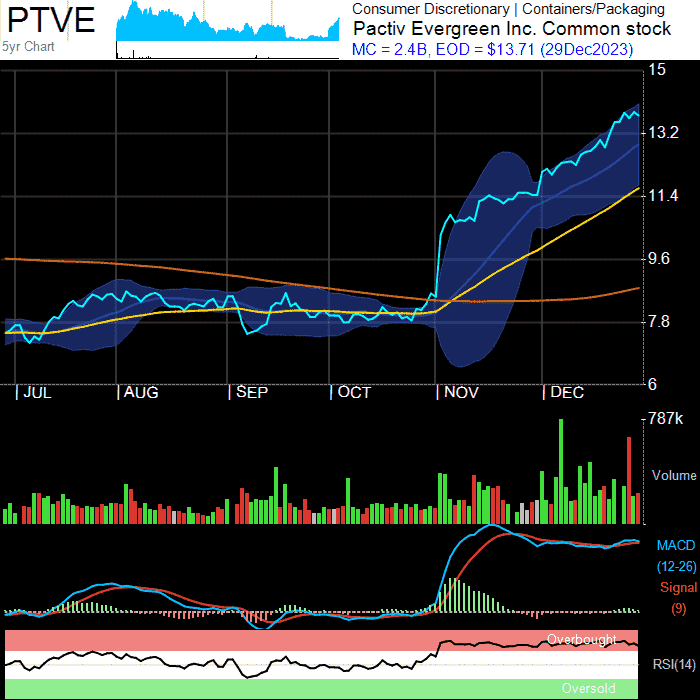 PTVE
5yr Chart
Consumer Discretionary | Containers/Packaging
Pactiv Evergreen Inc. Common stock
MC = 2.4B, EOD = $13.71 (29Dec2023)
15
13.2
11.4
9.6
7.8
6
JUL AUG SEP OCT NOV DEC
787k
Volume
MACD
(12-26)
Signal
(9)
Overbought
RSI(14)
Oversold